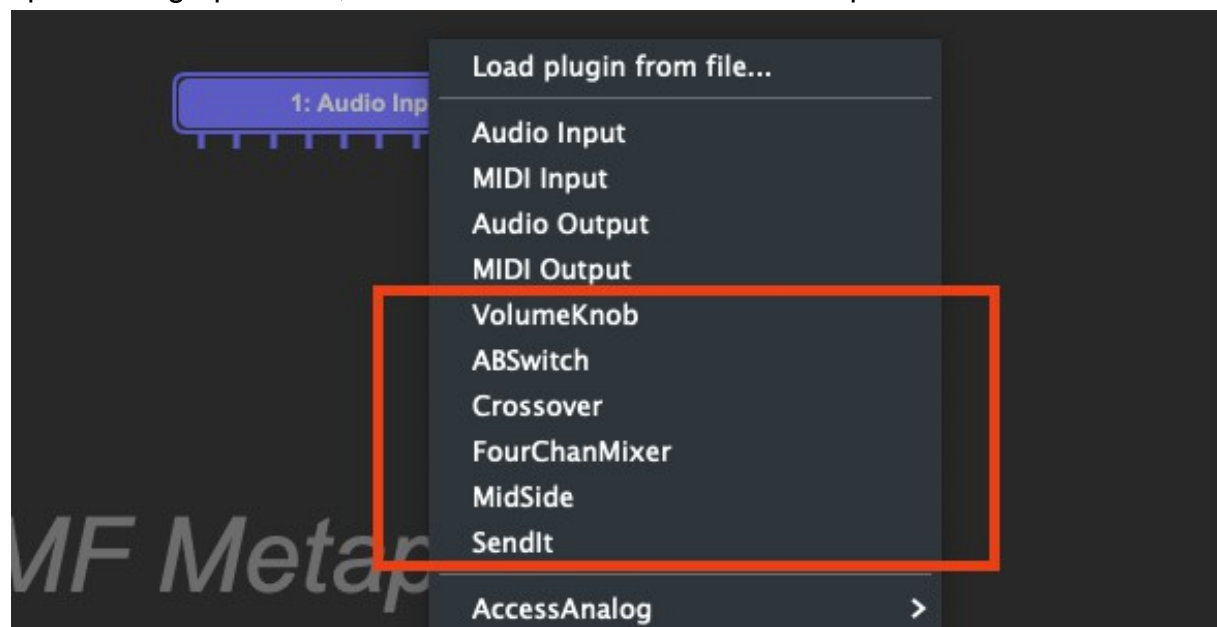 1: Audio Inp
Load plugin from file...
Audio Input
MIDI Input
Audio Output
MIDI Output
VolumeKnob
ABSwitch
Crossover
FourChanMixer
MidSide
SendIt
MF Metap
AccessAnalog